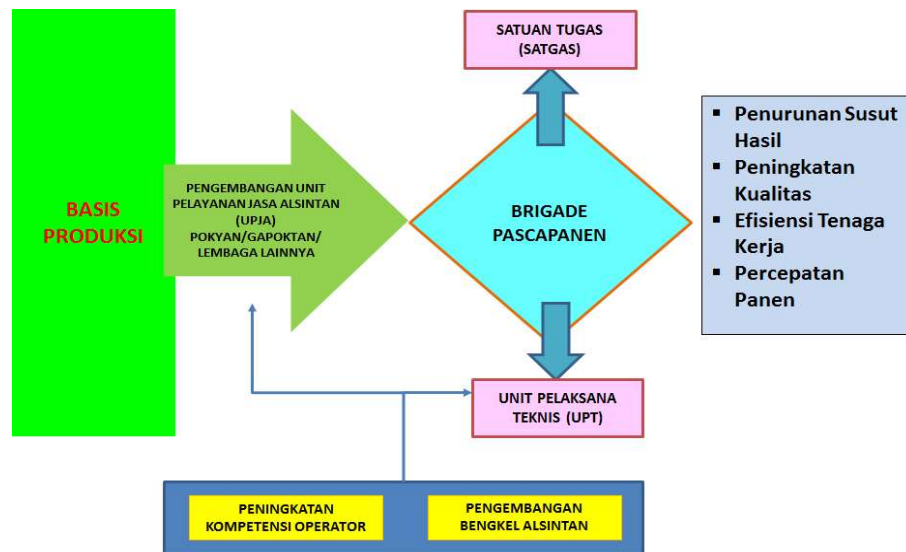 BASIS
PRODUKSI
PENGEMBANGAN UNIT
PELAYANAN JASA ALSINTAN
(UPJA)
POKYAN/GAPOKTAN/
LEMBAGA LAINNYA
SATUAN TUGAS
(SATGAS)
BRIGADE
PASCAPANEN
UNIT PELAKSANA
TEKNIS (UPT)
▪ Penurunan Susut
Hasil
▪ Peningkatan
Kualitas
▪ Efisiensi Tenaga
Kerja
▪ Percepatan
Panen
PENINGKATAN
KOMPETENSI OPERATOR
PENGEMBANGAN
BENGKEL ALSINTAN